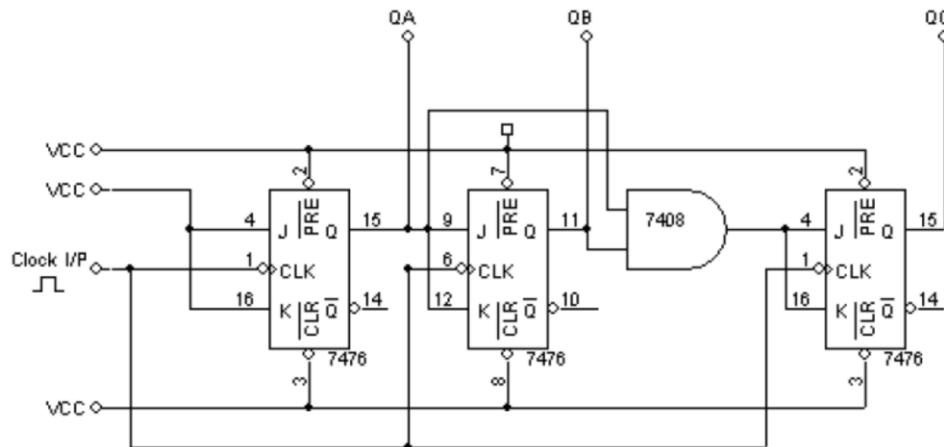 QA
QB
QC
VCC
2
7
2
VCC
4
J
PRE
Q
15
9
J
PRE
Q
11
7408
4
J
PRE
Q
15
Clock I/P
1
CLK
6
CLK
1
CLK
16
K
CLR
Q
14
12
K
CLR
Q
10
16
K
CLR
Q
14
7476
7476
7476
3
8
3
VCC